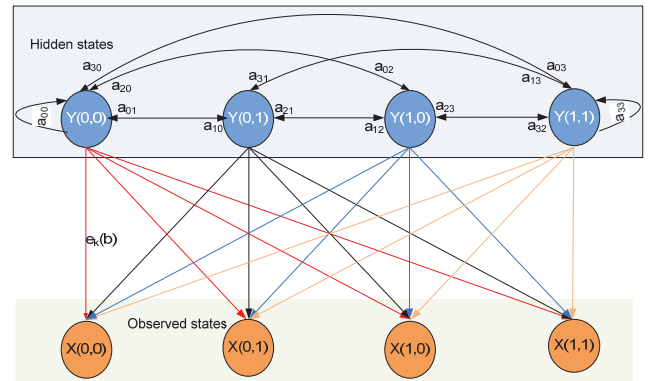 Hidden states
a30
a20
a31
a02
a03
a13
a00
Y(0,0)
a01
a10
Y(0,1)
a21
a12
Y(1,0)
a23
a32
Y(1,1)
a33
ek(b)
Observed states
X(0,0)
X(0,1)
X(1,0)
X(1,1)